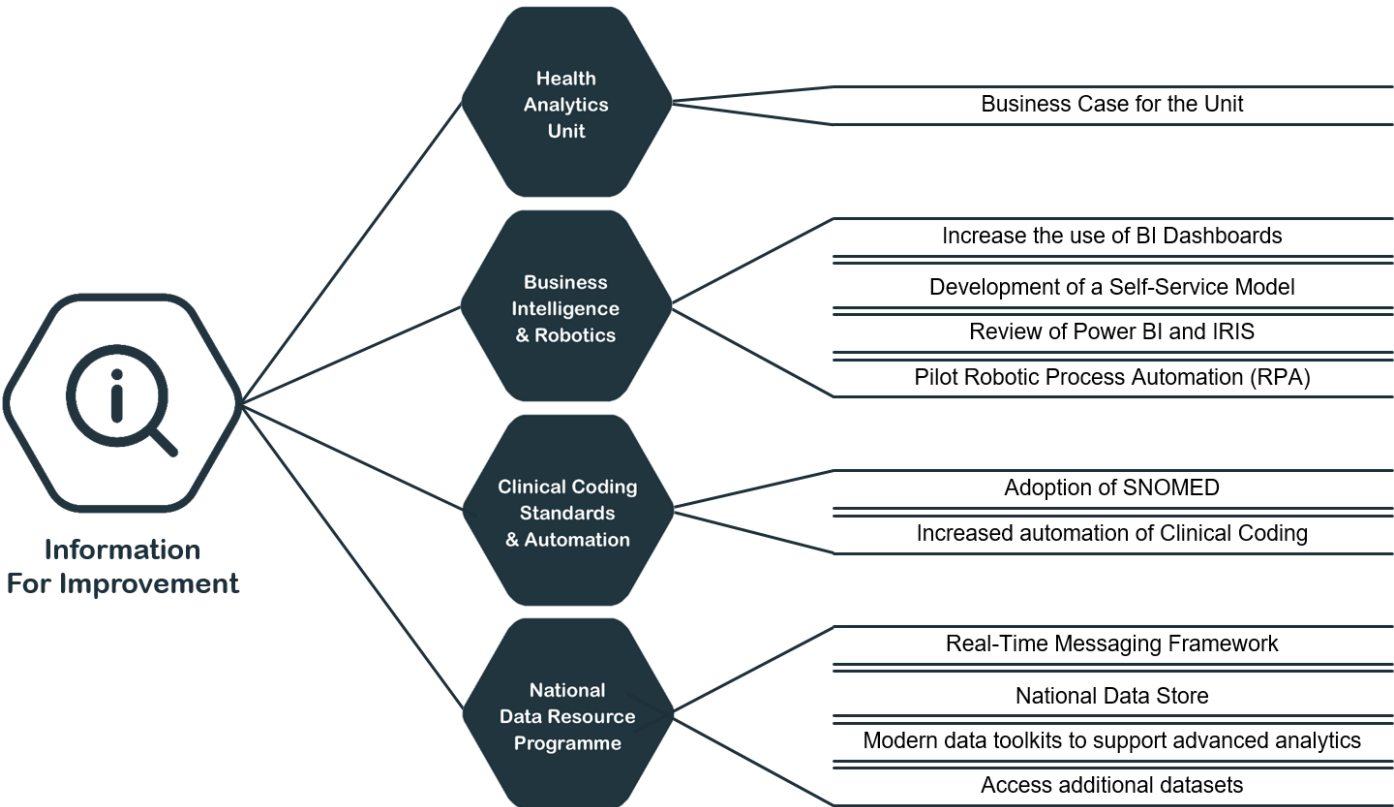 Information
For Improvement
Health
Analytics
Unit
Business Case for the Unit
Business
Intelligence
& Robotics
Increase the use of BI Dashboards
Development of a Self-Service Model
Review of Power BI and IRIS
Pilot Robotic Process Automation (RPA)
Clinical Coding
Standards
& Automation
Adoption of SNOMED
Increased automation of Clinical Coding
National
Data Resource
Programme
Real-Time Messaging Framework
National Data Store
Modern data toolkits to support advanced analytics
Access additional datasets